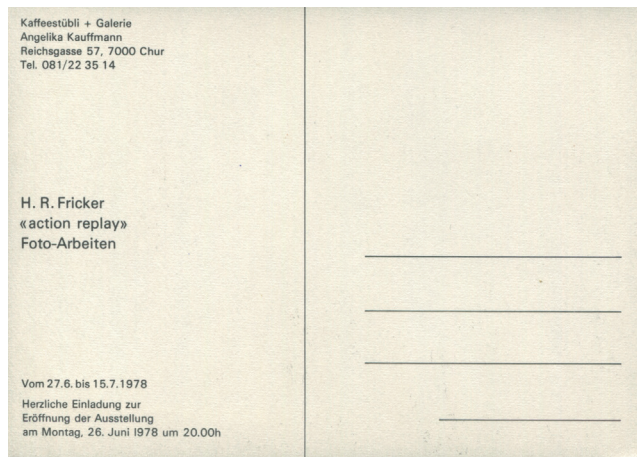 Kaffeestübli + Galerie
Angelika Kauffmann
Reichsgasse 57, 7000 Chur
Tel. 081/22 35 14
H. R. Fricker
«action replay»
Foto-Arbeiten
Vom 27.6. bis 15.7.1978
Herzliche Einladung zur
Eröffnung der Ausstellung
am Montag, 26. Juni 1978 um 20.00h